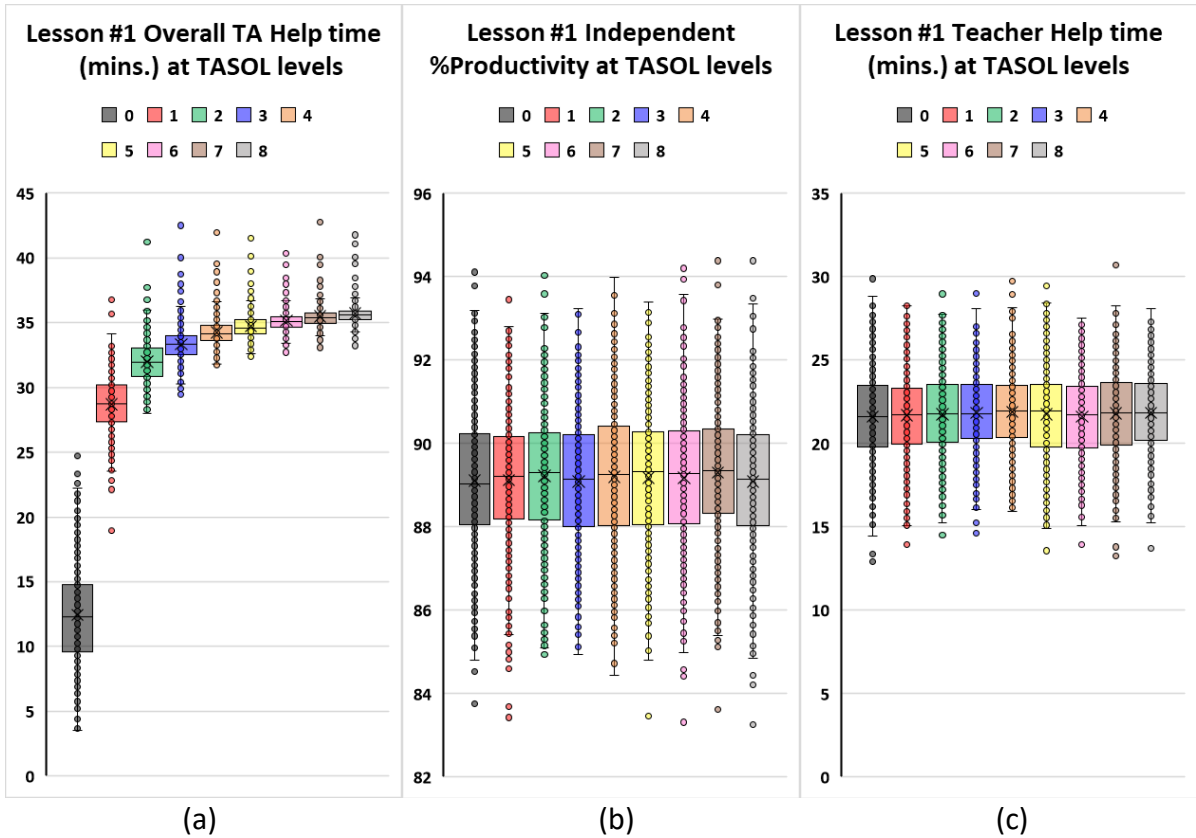 Lesson #1 Overall TA Help time
(mins.) at TASOL levels
0 1 2 3 4
5 6 7 8
45
40
35
30
25
20
15
10
5
0
(a)
Lesson #1 Independent
%Productivity at TASOL levels
0 1 2 3 4
5 6 7 8
96
94
92
90
88
86
84
82
(b)
Lesson #1 Teacher Help time
(mins.) at TASOL levels
0 1 2 3 4
5 6 7 8
35
30
25
20
15
10
5
0
(c)